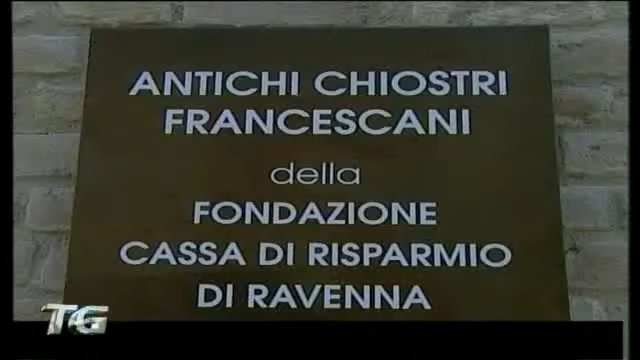 ANTICHI CHIOSTRI
FRANCESCANI
della
FONDAZIONE
CASSA DI RISPARMIO
DI RAVENNA
TG